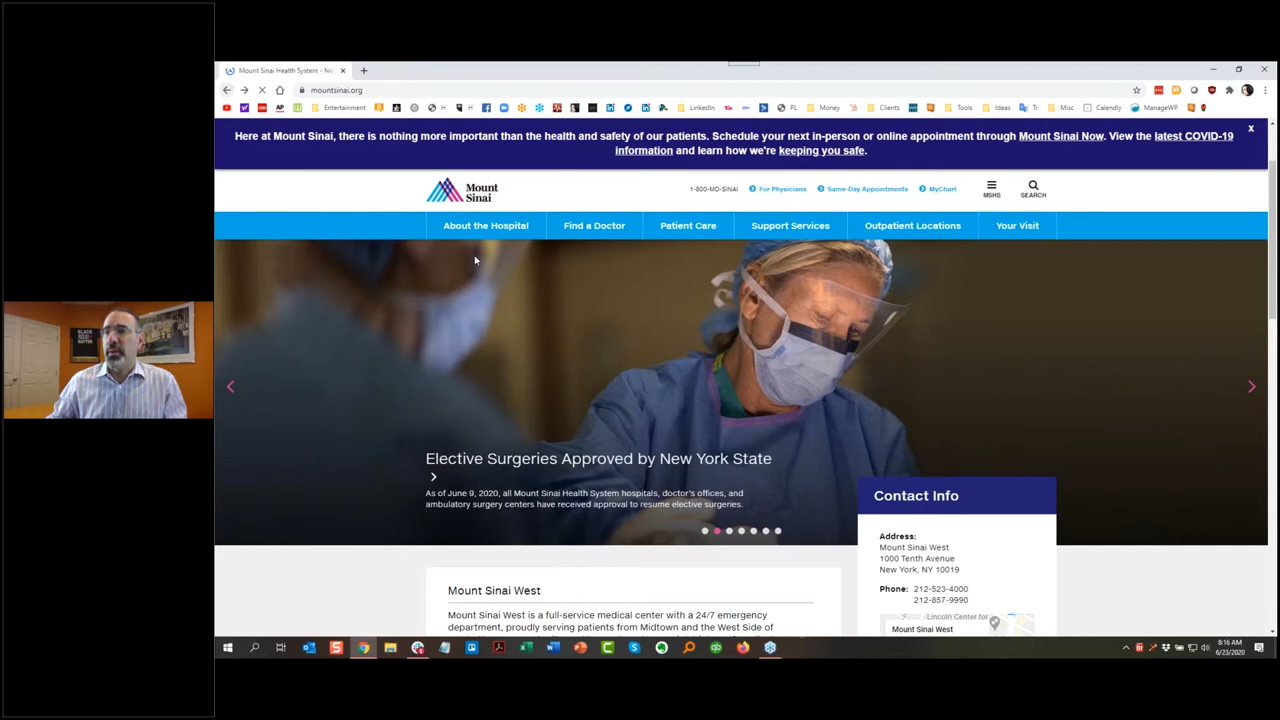 Mount Sinai Health System - Ne
mountsinai.org
Entertainment
H
H
LinkedIn
PL
Money
Clients
Tools
Ideas
Tr
Misc
Calendly
ManageWP
Here at Mount Sinai, there is nothing more important than the health and safety of our patients. Schedule your next in-person or online appointment through Mount Sinai Now. View the latest COVID-19
information and learn how we're keeping you safe.
X
Mount
Sinai
1-800-MD-SINAI
For Physicians
Same-Day Appointments
MyChart
MSHS
SEARCH
About the Hospital
Find a Doctor
Patient Care
Support Services
Outpatient Locations
Your Visit
Elective Surgeries Approved by New York State
As of June 9, 2020, all Mount Sinai Health System hospitals, doctor's offices, and
ambulatory surgery centers have received approval to resume elective surgeries.
Contact Info
Address:
Mount Sinai West
1000 Tenth Avenue
New York, NY 10019
Phone: 212-523-4000
212-857-9990
Lincoln Center for
Mount Sinai West
Mount Sinai West
Mount Sinai West is a full-service medical center with a 24/7 emergency
department, proudly serving patients from Midtown and the West Side of
BLACK
MATTER
8:16 AM
6/23/2020